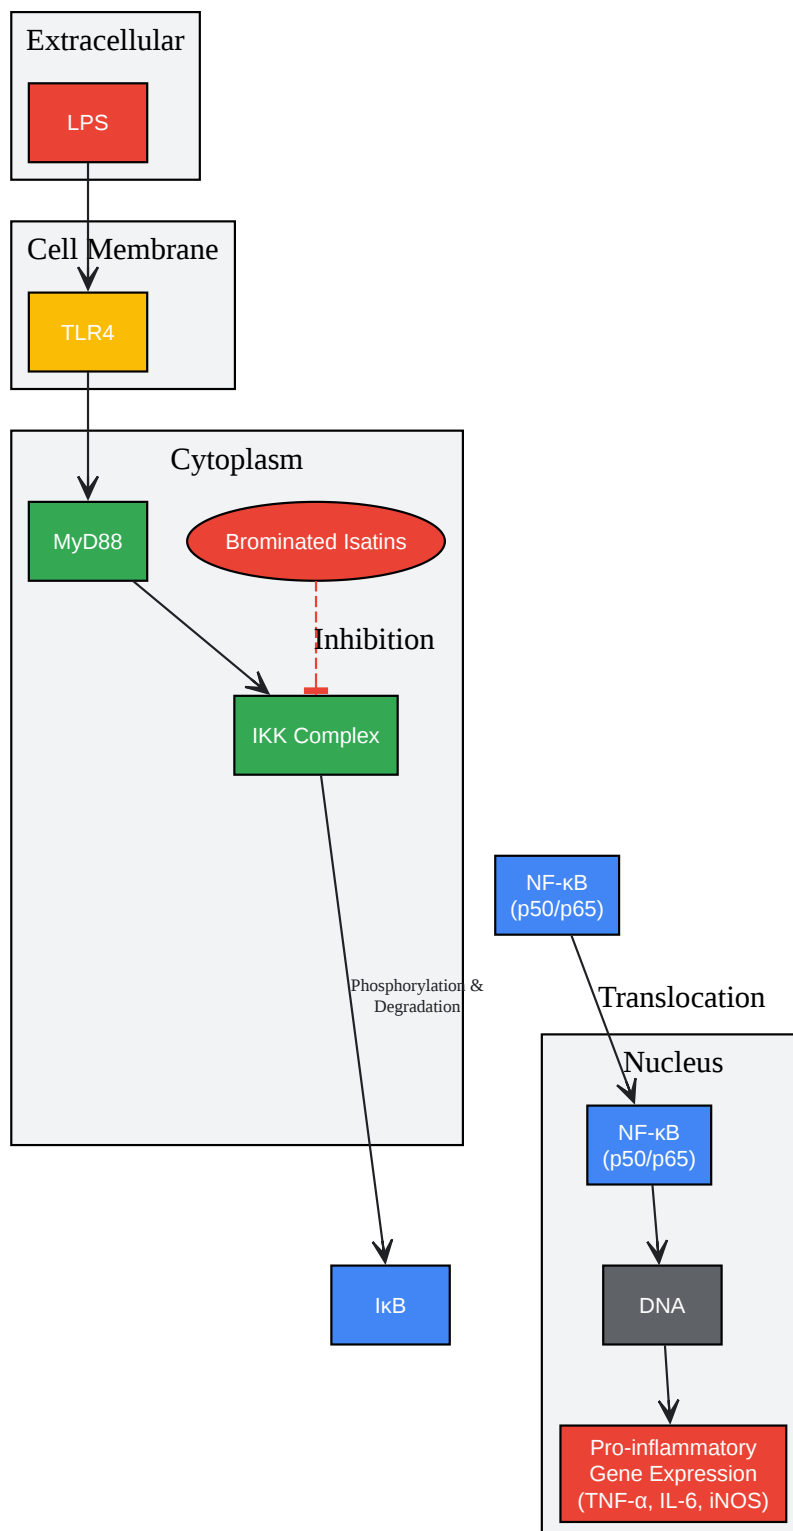 Extracellular
LPS
Cell Membrane
TLR4
Cytoplasm
MyD88
Brominated Isatins
Inhibition
IKK Complex
NF-κB
(p50/p65)
Phosphorylation &
Degradation
Translocation
Nucleus
NF-κB
(p50/p65)
IκB
DNA
Pro-inflammatory
Gene Expression
(TNF-α, IL-6, iNOS)